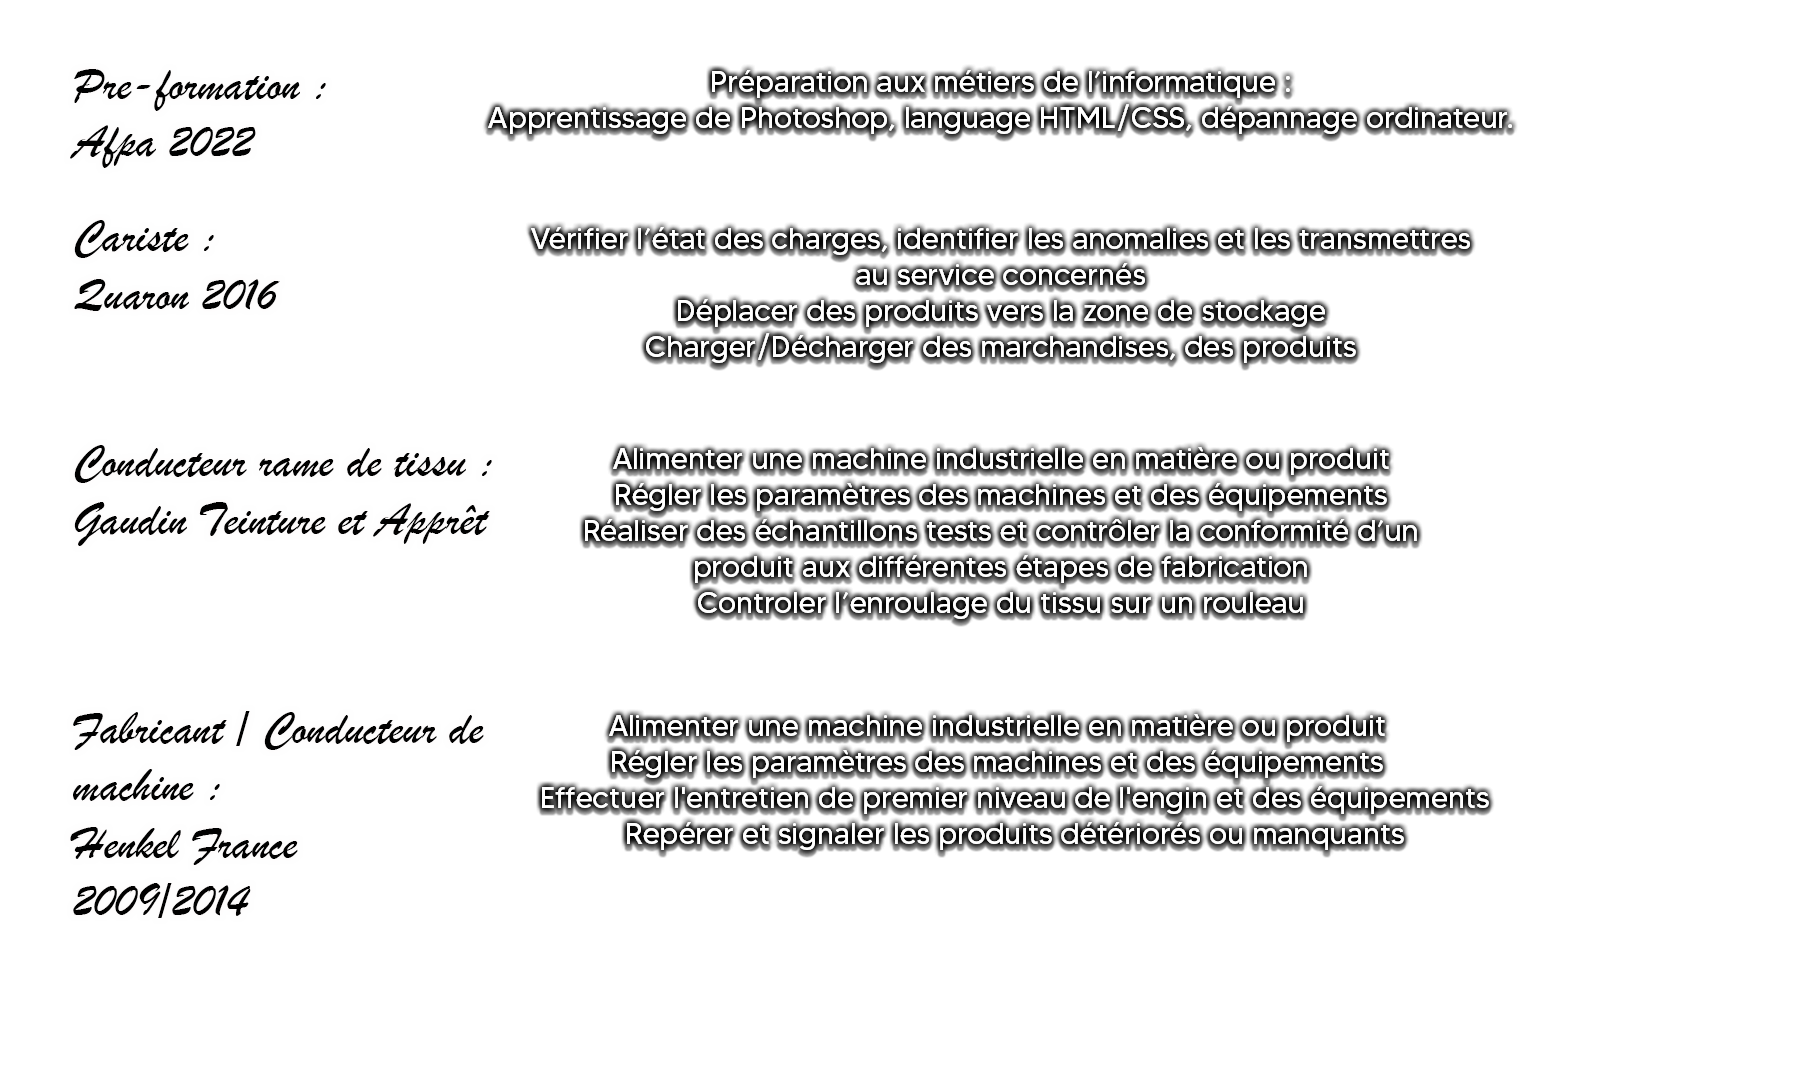 Pre-formation :
Afpa 2022
Préparation aux métiers de l’informatique :
Apprentissage de Photoshop, language HTML/CSS, dépannage ordinateur.
Cariste :
Quaron 2016
Vérifier l’état des charges, identifier les anomalies et les transmettres
au service concernés
Déplacer des produits vers la zone de stockage
Charger/Décharger des marchandises, des produits
Conducteur rame de tissu :
Gaudin Teinture et Apprêt
Alimenter une machine industrielle en matière ou produit
Régler les paramètres des machines et des équipements
Réaliser des échantillons tests et contrôler la conformité d’un
produit aux différentes étapes de fabrication
Controler l’enroulage du tissu sur un rouleau
Fabricant / Conducteur de
machine :
Henkel France
2009/2014
Alimenter une machine industrielle en matière ou produit
Régler les paramètres des machines et des équipements
Effectuer l'entretien de premier niveau de l'engin et des équipements
Repérer et signaler les produits détériorés ou manquants